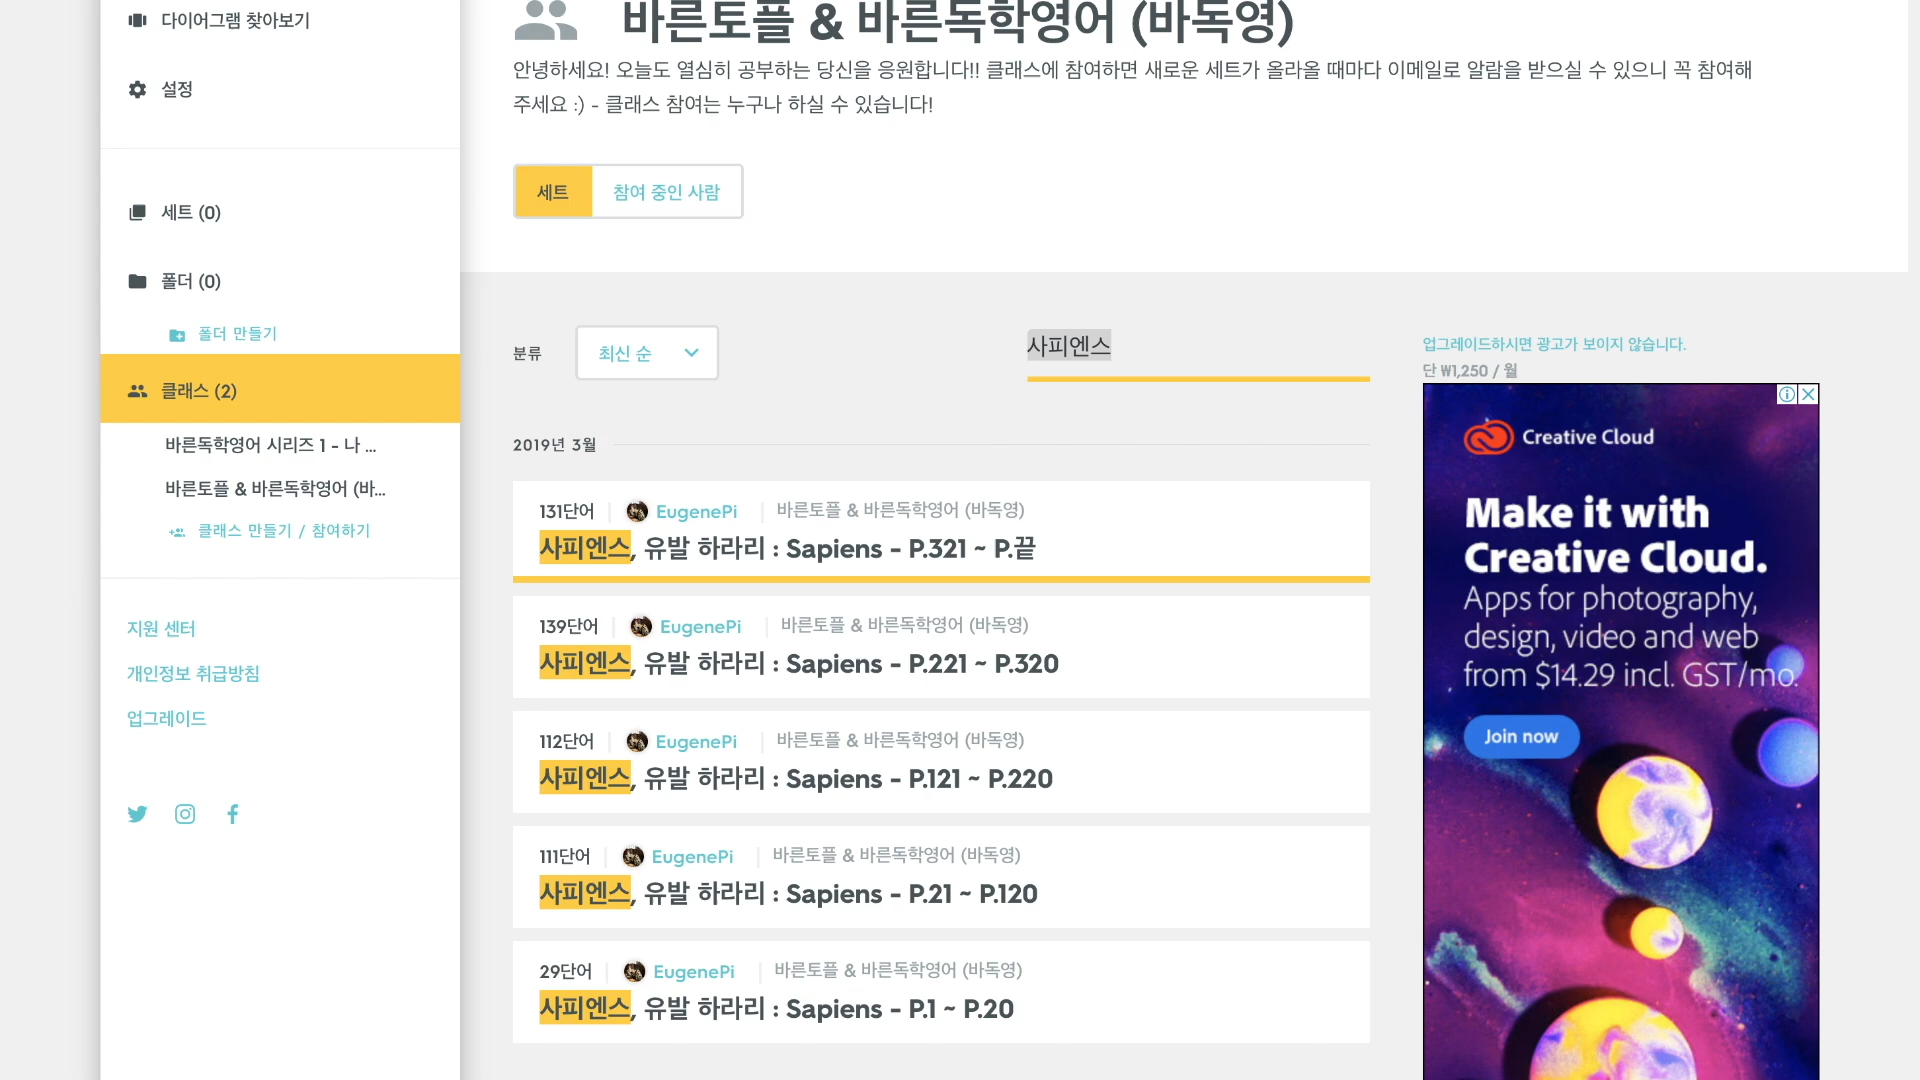 다이어그램 찾아보기
설정
세트 (0)
폴더 (0)
폴더 만들기
클래스 (2)
바른독학영어 시리즈 1 - 나 ...
바른토플 & 바른독학영어 (바...
클래스 만들기 / 참여하기
지원 센터
개인정보 취급방침
업그레이드
바른토플 & 바른독학영어 (바독영)
안녕하세요! 오늘도 열심히 공부하는 당신을 응원합니다!! 클래스에 참여하면 새로운 세트가 올라올 때마다 이메일로 알람을 받으실 수 있으니 꼭 참여해
주세요 :) - 클래스 참여는 누구나 하실 수 있습니다!
세트 참여 중인 사람
분류 최신 순 사피엔스
2019년 3월
131단어 EugenePi 바른토플 & 바른독학영어 (바독영)
사피엔스, 유발 하라리 : Sapiens - P.321 ~ P.끝
139단어 EugenePi 바른토플 & 바른독학영어 (바독영)
사피엔스, 유발 하라리 : Sapiens - P.221 ~ P.320
112단어 EugenePi 바른토플 & 바른독학영어 (바독영)
사피엔스, 유발 하라리 : Sapiens - P.121 ~ P.220
111단어 EugenePi 바른토플 & 바른독학영어 (바독영)
사피엔스, 유발 하라리 : Sapiens - P.21 ~ P.120
29단어 EugenePi 바른토플 & 바른독학영어 (바독영)
사피엔스, 유발 하라리 : Sapiens - P.1 ~ P.20
업그레이드하시면 광고가 보이지 않습니다.
단 ₩1,250 / 월
Creative Cloud
Make it with
Creative Cloud.
Apps for photography,
design, video and web
from $14.29 incl. GST/mo.
Join now